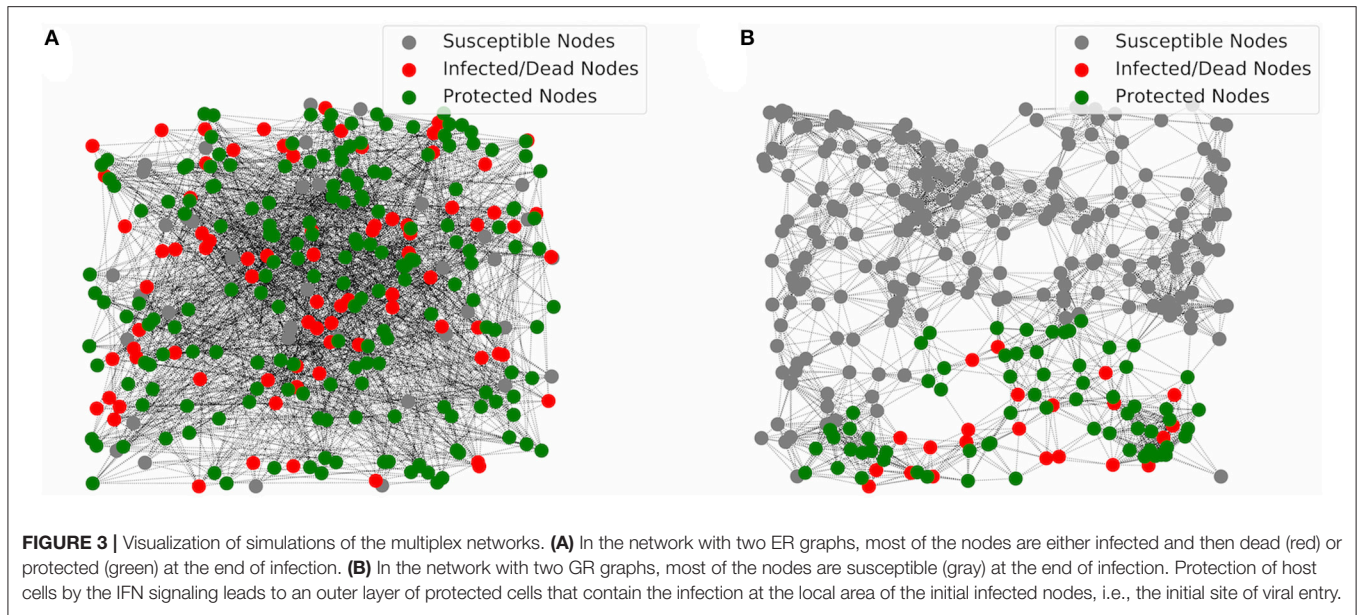 A
Susceptible Nodes
Infected/Dead Nodes
Protected Nodes
B
Susceptible Nodes
Infected/Dead Nodes
Protected Nodes
FIGURE 3 | Visualization of simulations of the multiplex networks. (A) In the network with two ER graphs, most of the nodes are either infected and then dead (red) or
protected (green) at the end of infection. (B) In the network with two GR graphs, most of the nodes are susceptible (gray) at the end of infection. Protection of host
cells by the IFN signaling leads to an outer layer of protected cells that contain the infection at the local area of the initial infected nodes, i.e., the initial site of viral entry.